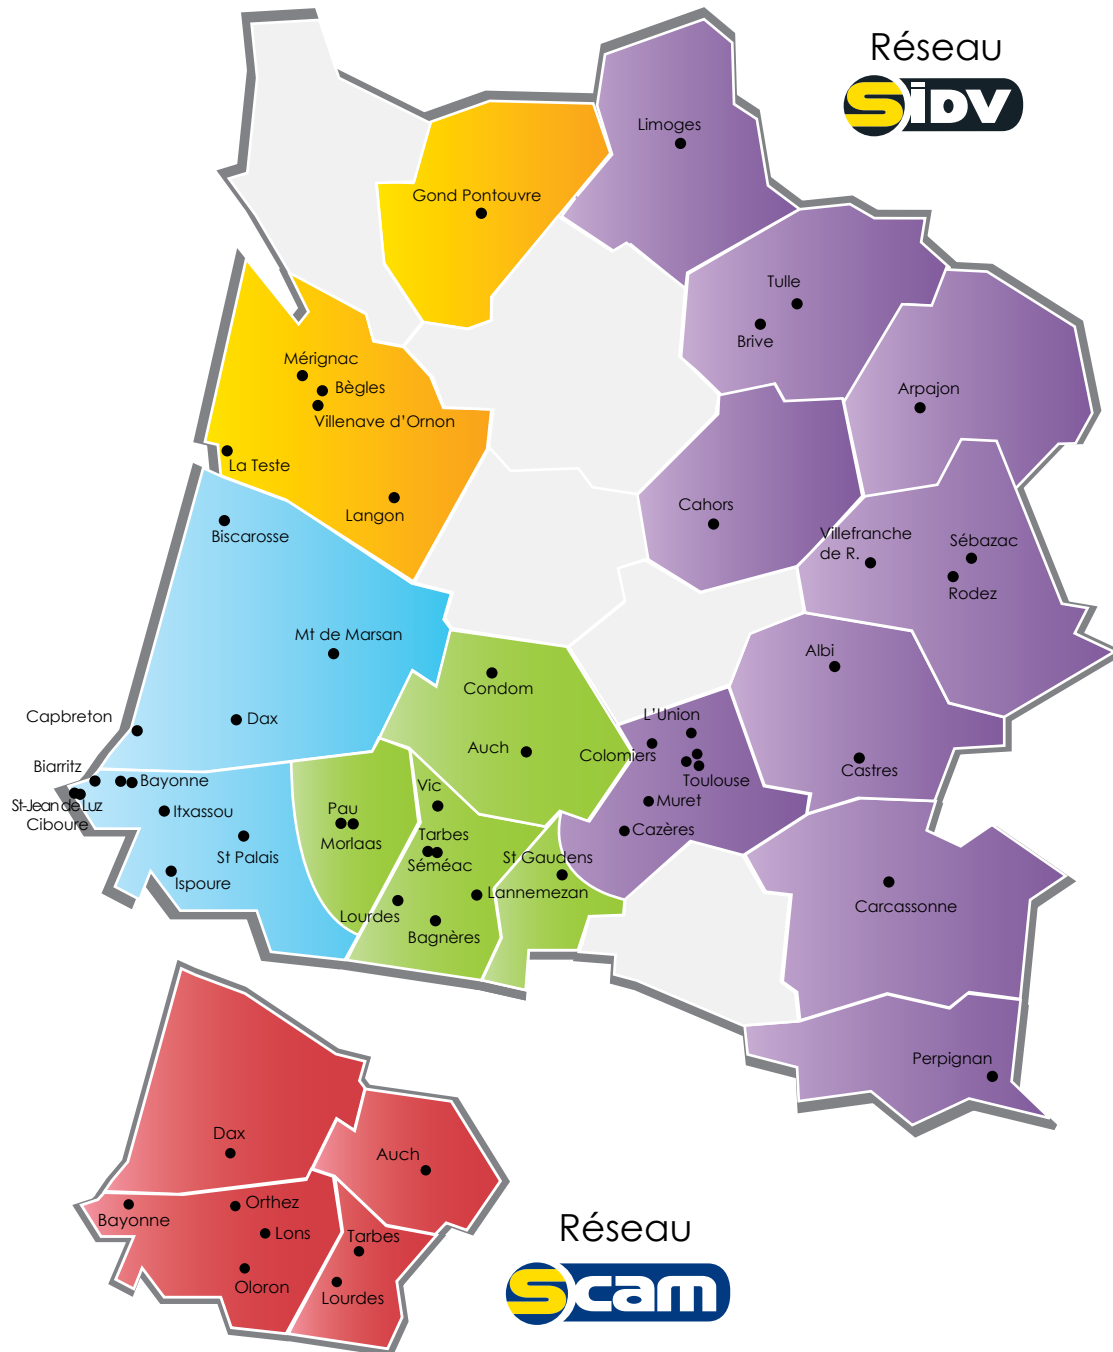 Réseau
SiDV
Limoges
Gond Pontouvre
Tulle
Brive
Mérignac
Bègles
Villenave d'Ornon
Arpajon
La Teste
Langon
Cahors
Biscarosse
Villefranche
de R.
Sébazac
Rodez
Mt de Marsan
Albi
Condom
Capbreton
Dax
L'Union
Auch
Colomiers
Biarritz
Bayonne
Vic
Toulouse
Castres
St-Jean de Luz
Ciboure
Itxassou
Pau
Morlaas
Muret
Tarbes
Séméac
Cazères
St Palais
St Gaudens
Ispoure
Lourdes
Lannemezan
Carcassonne
Bagnères
Perpignan
Dax
Auch
Bayonne
Orthez
Lons
Tarbes
Oloron
Lourdes
Réseau
Scam